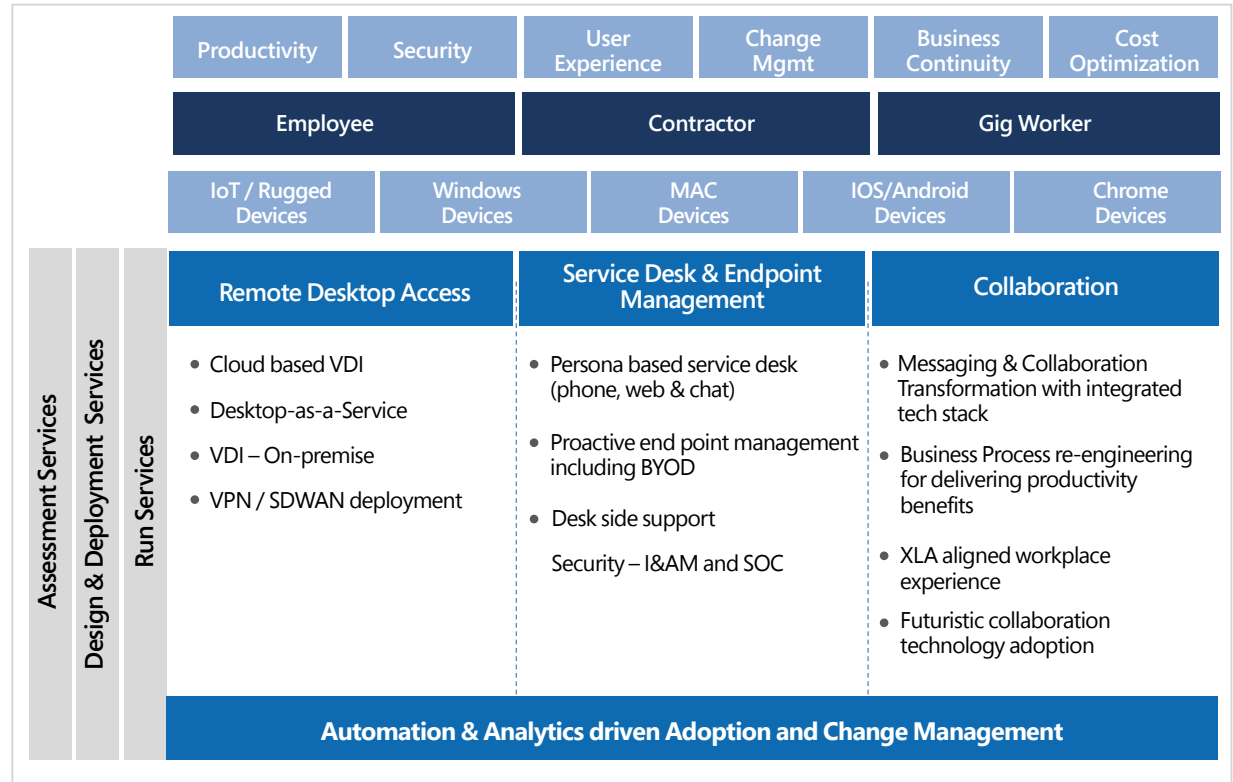 Productivity
Security
User
Experience
Change
Mgmt
Business
Continuity
Cost
Optimization
Employee
Contractor
Gig Worker
IoT / Rugged
Devices
Windows
Devices
MAC
Devices
IOS/Android
Devices
Chrome
Devices
Assessment Services
Design & Deployment Services
Run Services
Remote Desktop Access
• Cloud based VDI
• Desktop-as-a-Service
• VDI – On-premise
• VPN / SDWAN deployment
Service Desk & Endpoint
Management
• Persona based service desk
(phone, web & chat)
• Proactive end point management
including BYOD
• Desk side support
Security – I&AM and SOC
Collaboration
• Messaging & Collaboration
Transformation with integrated
tech stack
• Business Process re-engineering
for delivering productivity
benefits
• XLA aligned workplace
experience
• Futuristic collaboration
technology adoption
Automation & Analytics driven Adoption and Change Management